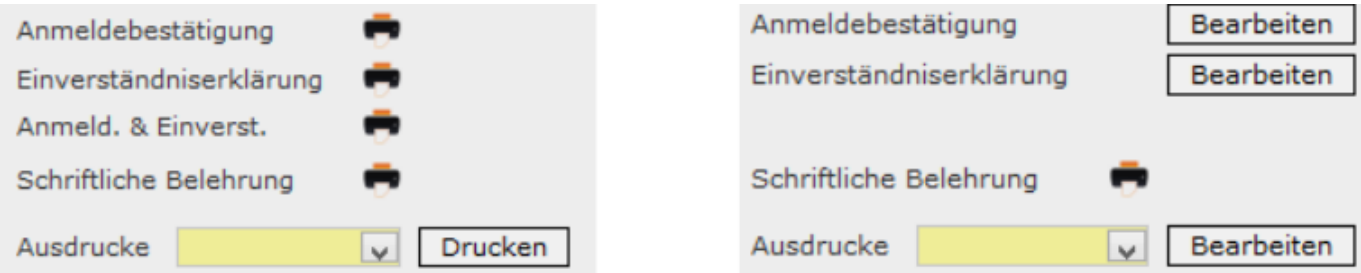 Anmeldebestätigung
Einverständniserklärung
Anmeld. & Einverst.
Schriftliche Belehrung
Ausdrucke Drucken
Anmeldebestätigung Bearbeiten
Einverständniserklärung Bearbeiten
Schriftliche Belehrung
Ausdrucke Bearbeiten